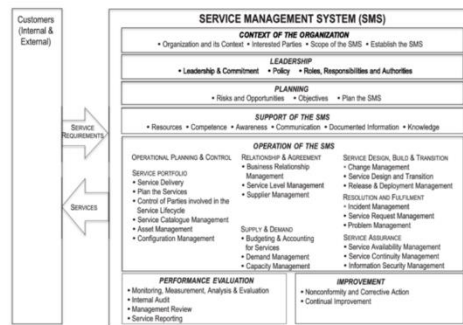 Customers
(Internal &
External)
SERVICE
REQUIREMENTS
SERVICES
SERVICE MANAGEMENT SYSTEM (SMS)
CONTEXT OF THE ORGANIZATION
• Organization and its Context • Interested Parties • Scope of the SMS • Establish the SMS
LEADERSHIP
• Leadership & Commitment • Policy • Roles, Responsibilities and Authorities
PLANNING
• Risks and Opportunities • Objectives • Plan the SMS
SUPPORT OF THE SMS
• Resources • Competence • Awareness • Communication • Documented Information • Knowledge
OPERATION OF THE SMS
OPERATIONAL PLANNING & CONTROL
SERVICE PORTFOLIO
• Service Delivery
• Plan the Services
• Control of Parties involved in the
Service Lifecycle
• Service Catalogue Management
• Asset Management
• Configuration Management
RELATIONSHIP & AGREEMENT
• Business Relationship
Management
• Service Level Management
• Supplier Management
SUPPLY & DEMAND
• Budgeting & Accounting
for Services
• Demand Management
• Capacity Management
SERVICE DESIGN, BUILD & TRANSITION
• Change Management
• Service Design and Transition
• Release & Deployment Management
RESOLUTION AND FULFILMENT
• Incident Management
• Service Request Management
• Problem Management
SERVICE ASSURANCE
• Service Availability Management
• Service Continuity Management
• Information Security Management
PERFORMANCE EVALUATION
• Monitoring, Measurement, Analysis & Evaluation
• Internal Audit
• Management Review
• Service Reporting
IMPROVEMENT
• Nonconformity and Corrective Action
• Continual Improvement